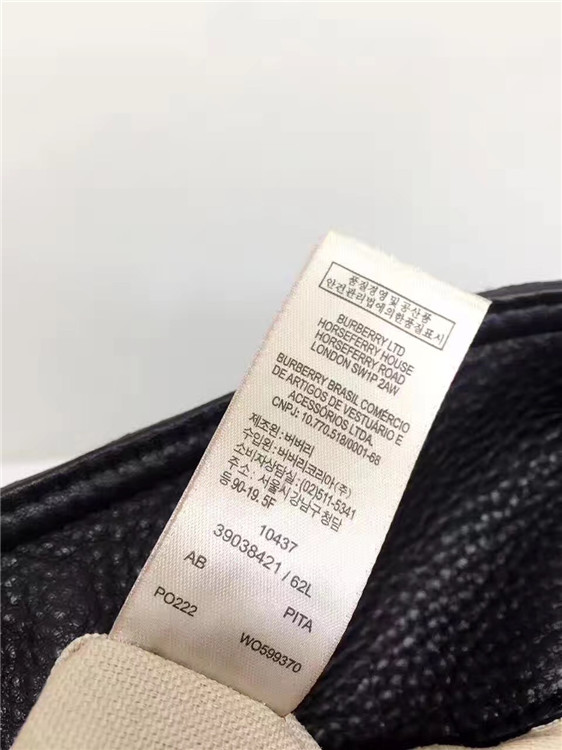 품질경영 및 공산품
안전관리법에 의한 품질표시
BURBERRY LTD
HORSEFERRY HOUSE
HORSEFERRY ROAD
LONDON SW1P 2AW
BURBERRY BRASIL COMÉRCIO
DE ARTIGOS DE VESTUÁRIO E
ACESSÓRIOS LTDA.
CNPJ: 10.770.518/0001-68
제조원: 버버리
수입원: 버버리코리아(주)
소비자상담실: (02)511-5341
주 소: 서울시강남구청담
동 90-19. 5F
10437
39038421 / 62L
AB
PO222 PITA
WO599370